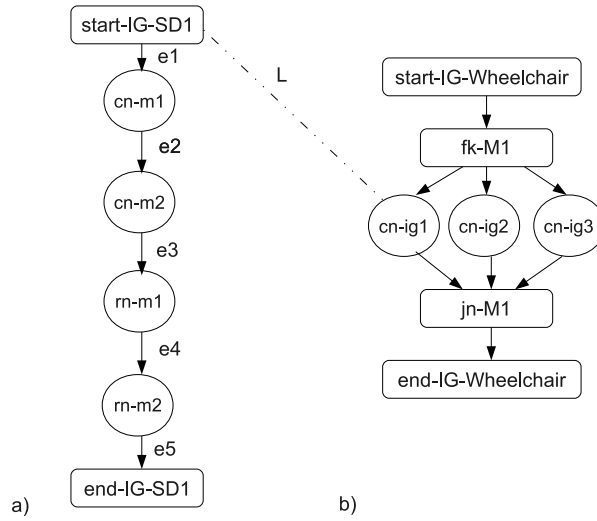 start-IG-SD1
e1
cn-m1
e2
cn-m2
e3
rn-m1
e4
rn-m2
e5
end-IG-SD1
a)
L
start-IG-Wheelchair
fk-M1
cn-ig1 cn-ig2 cn-ig3
jn-M1
end-IG-Wheelchair
b)